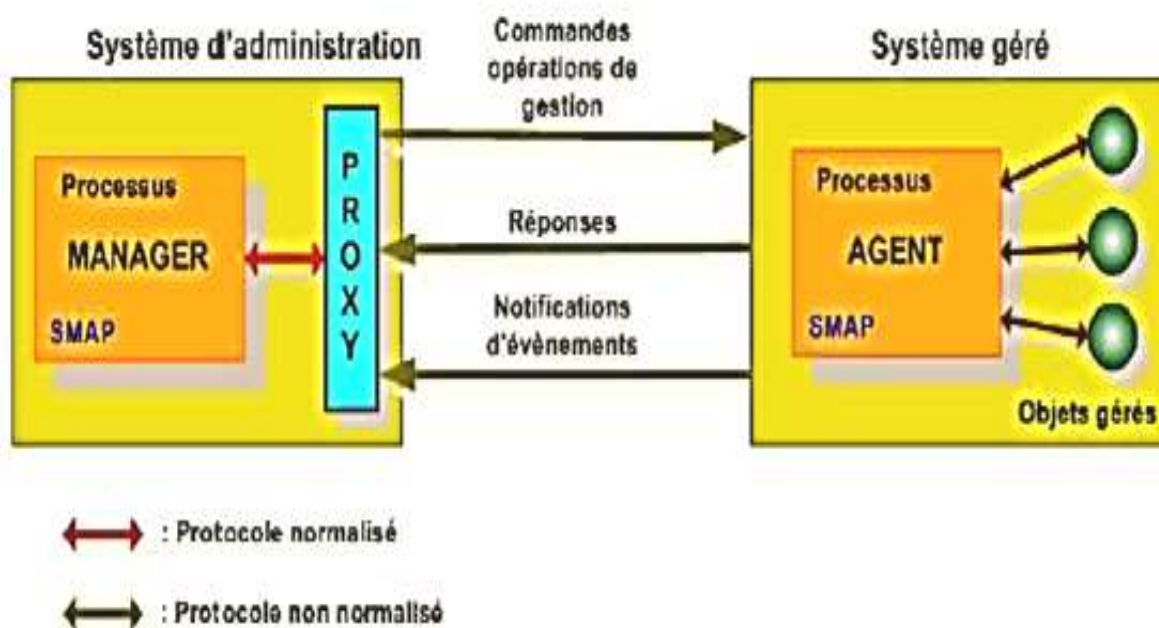 Système d'administration
Commandes
opérations de
gestion
Système géré
Processus
MANAGER
SMAP
P
R
O
X
Y
Réponses
Notifications
d'évènements
Processus
AGENT
SMAP
Objets gérés
: Protocole normalisé
: Protocole non normalisé